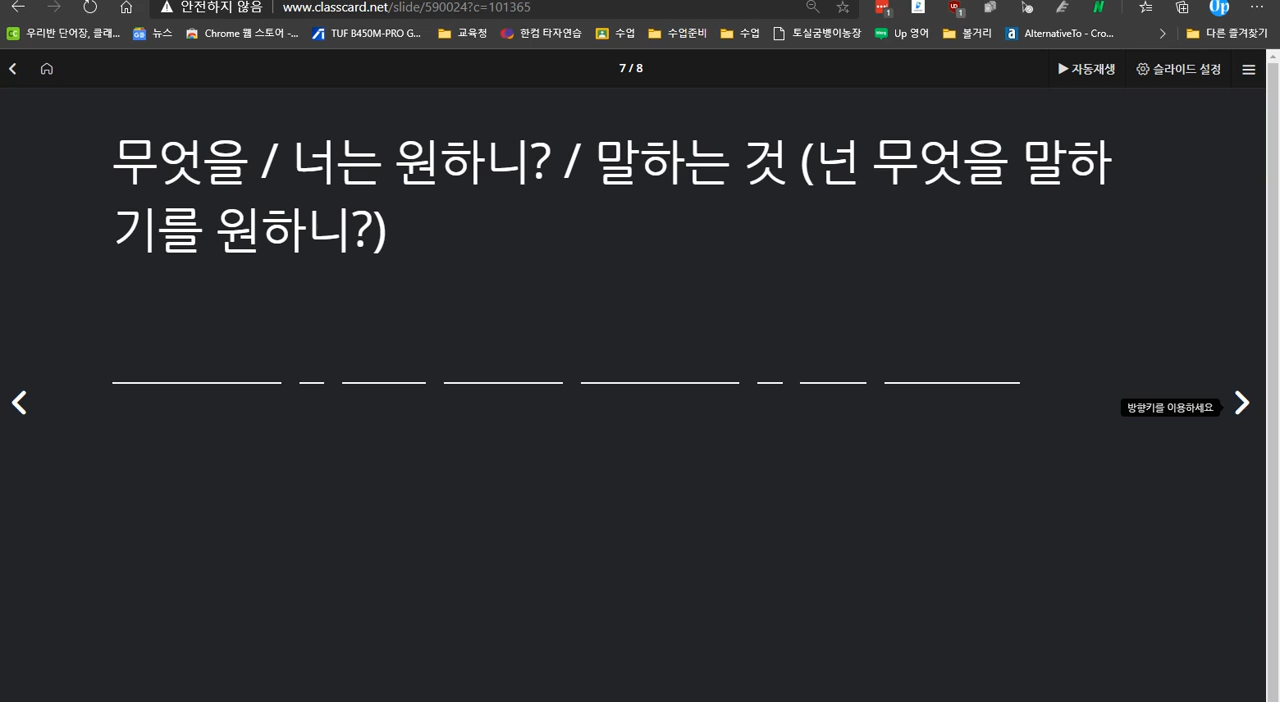 안전하지 않음 www.classcard.net/slide/590024?c=101365
우리반 단어장, 클래... 뉴스 Chrome 웹 스토어 -... TUF B450M-PRO G... 교육청 한컴 타자연습 수업 수업준비 수업 토실굼벵이농장 Up 영어 볼거리 AlternativeTo - Cro... 다른 즐겨찾기
7 / 8 자동재생 슬라이드 설정
무엇을 / 너는 원하니? / 말하는 것 (넌 무엇을 말하
기를 원하니?)
방향키를 이용하세요